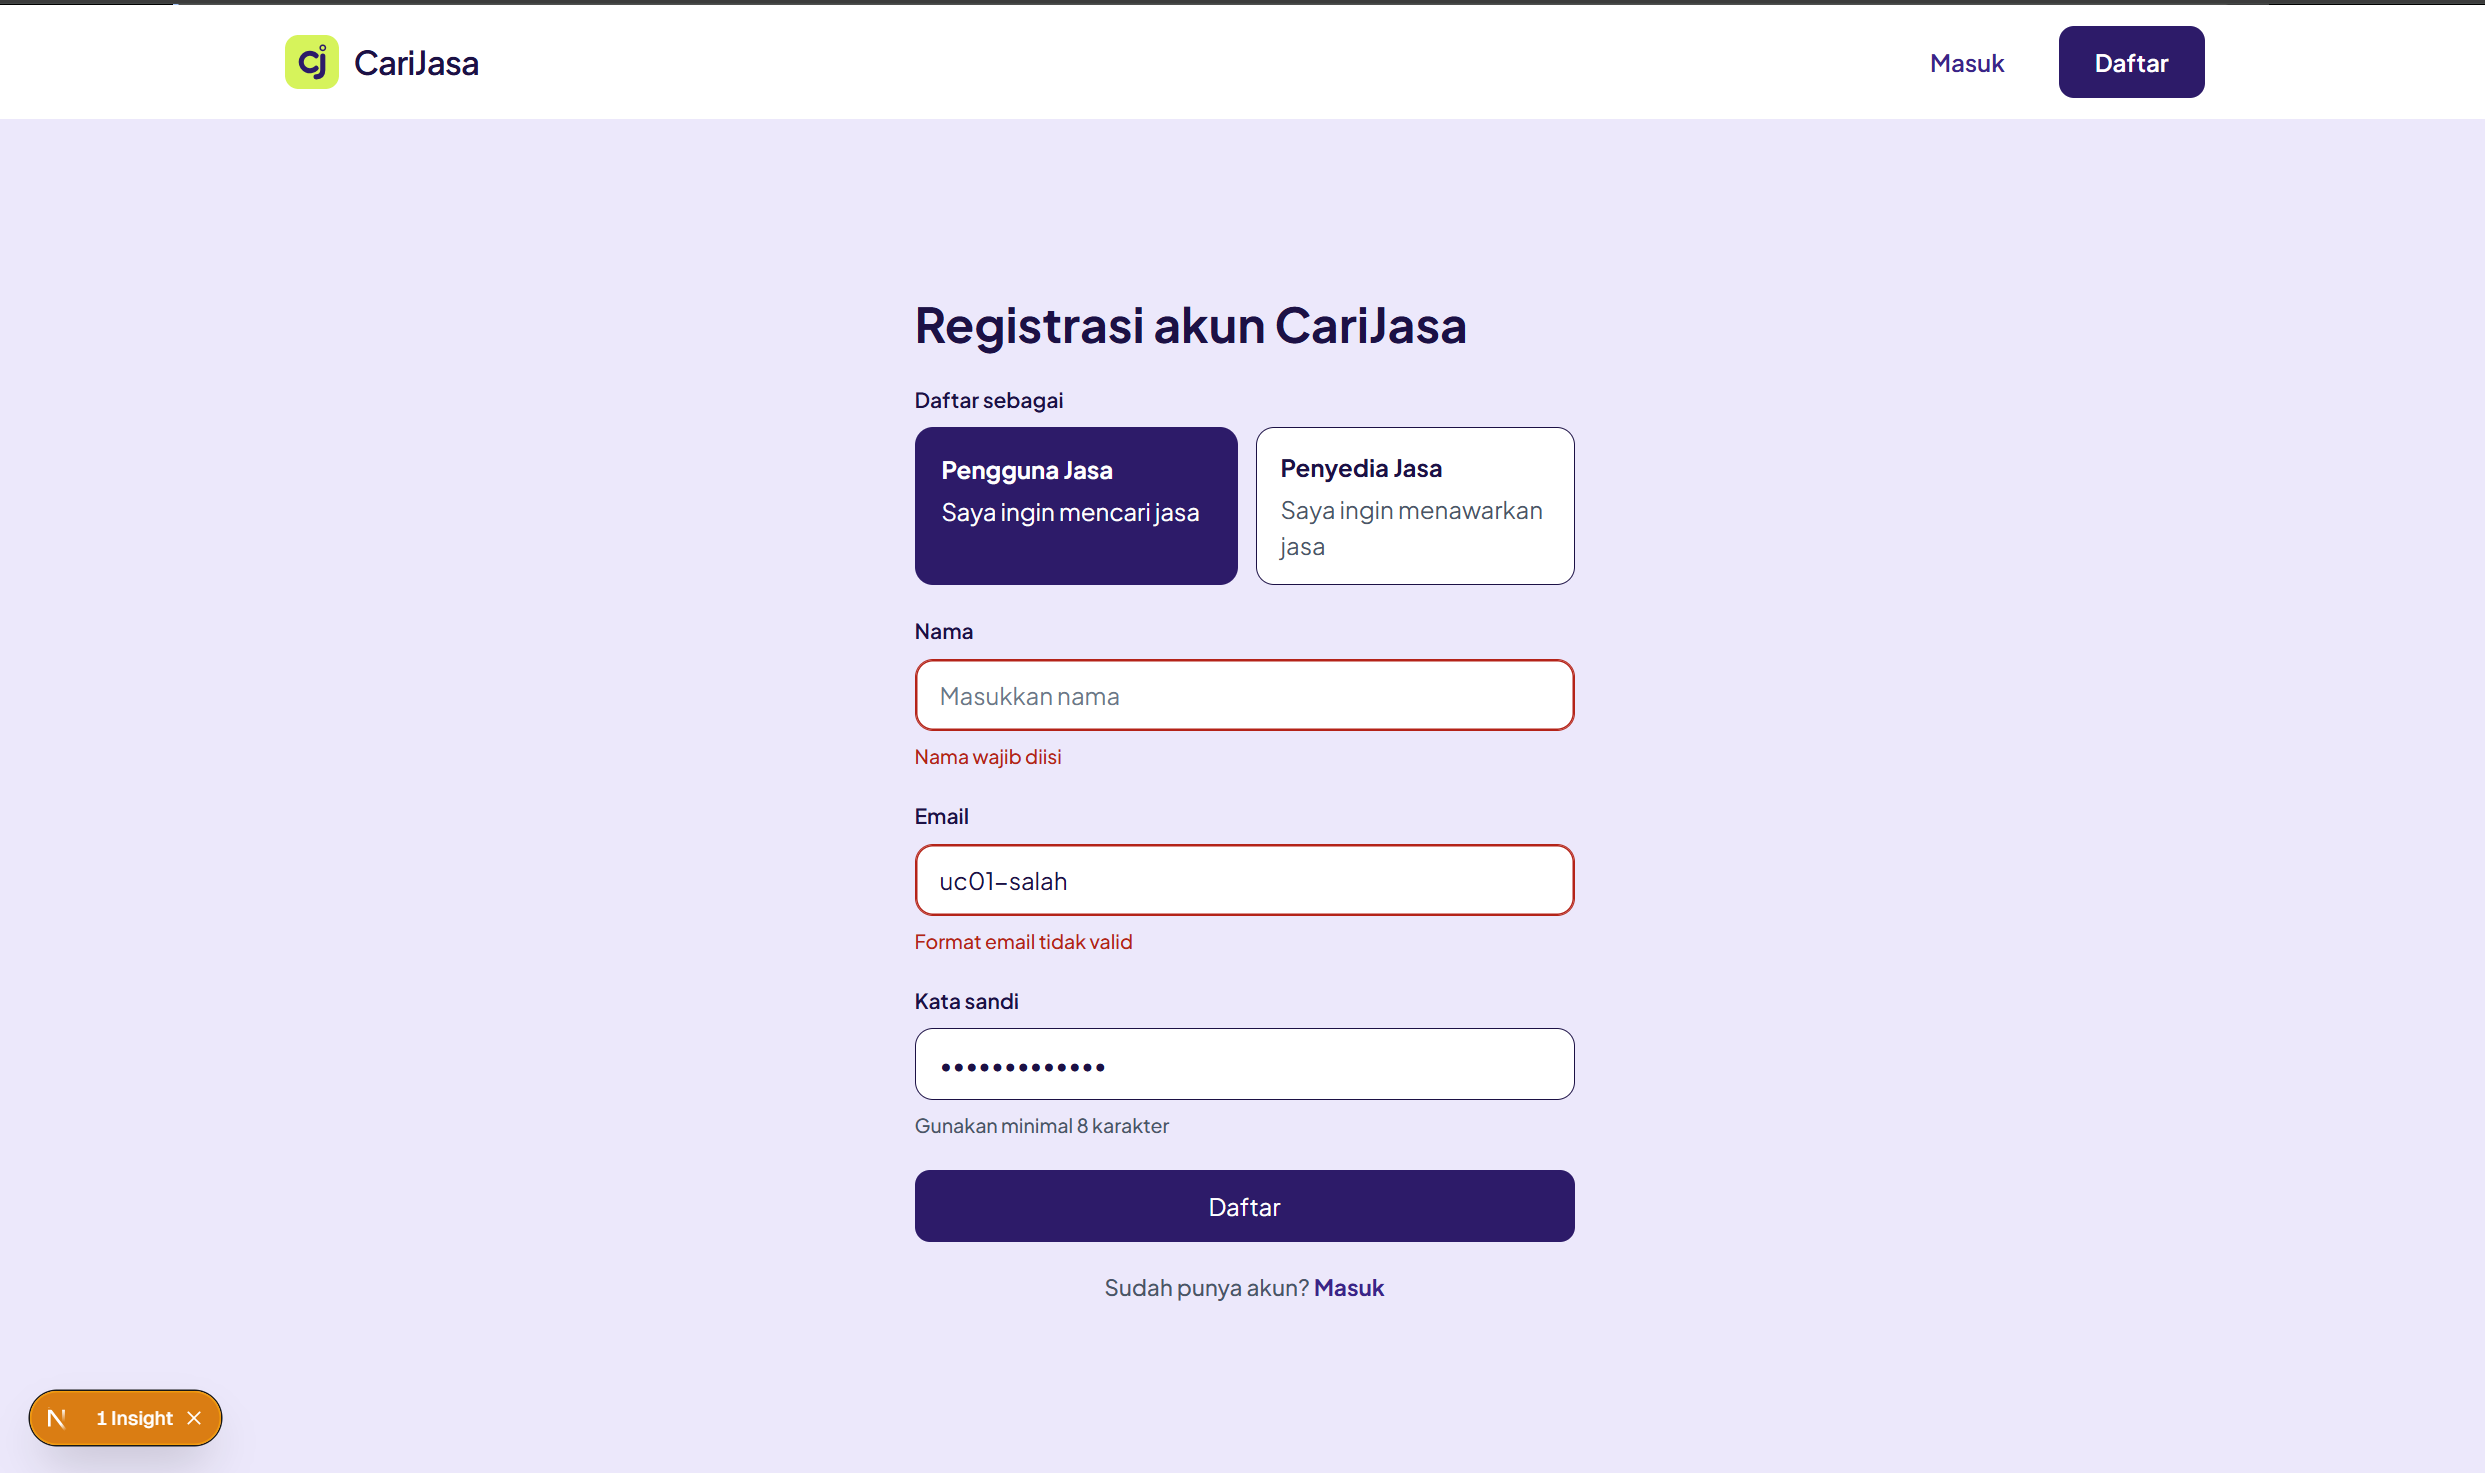 cj CariJasa
Masuk
Daftar
Registrasi akun CariJasa
Daftar sebagai
Pengguna Jasa
Saya ingin mencari jasa
Penyedia Jasa
Saya ingin menawarkan
jasa
Nama
Masukkan nama
Nama wajib diisi
Email
uc01-salah
Format email tidak valid
Kata sandi
•••••••••••••
Gunakan minimal 8 karakter
Daftar
Sudah punya akun? Masuk
N 1 Insight ×